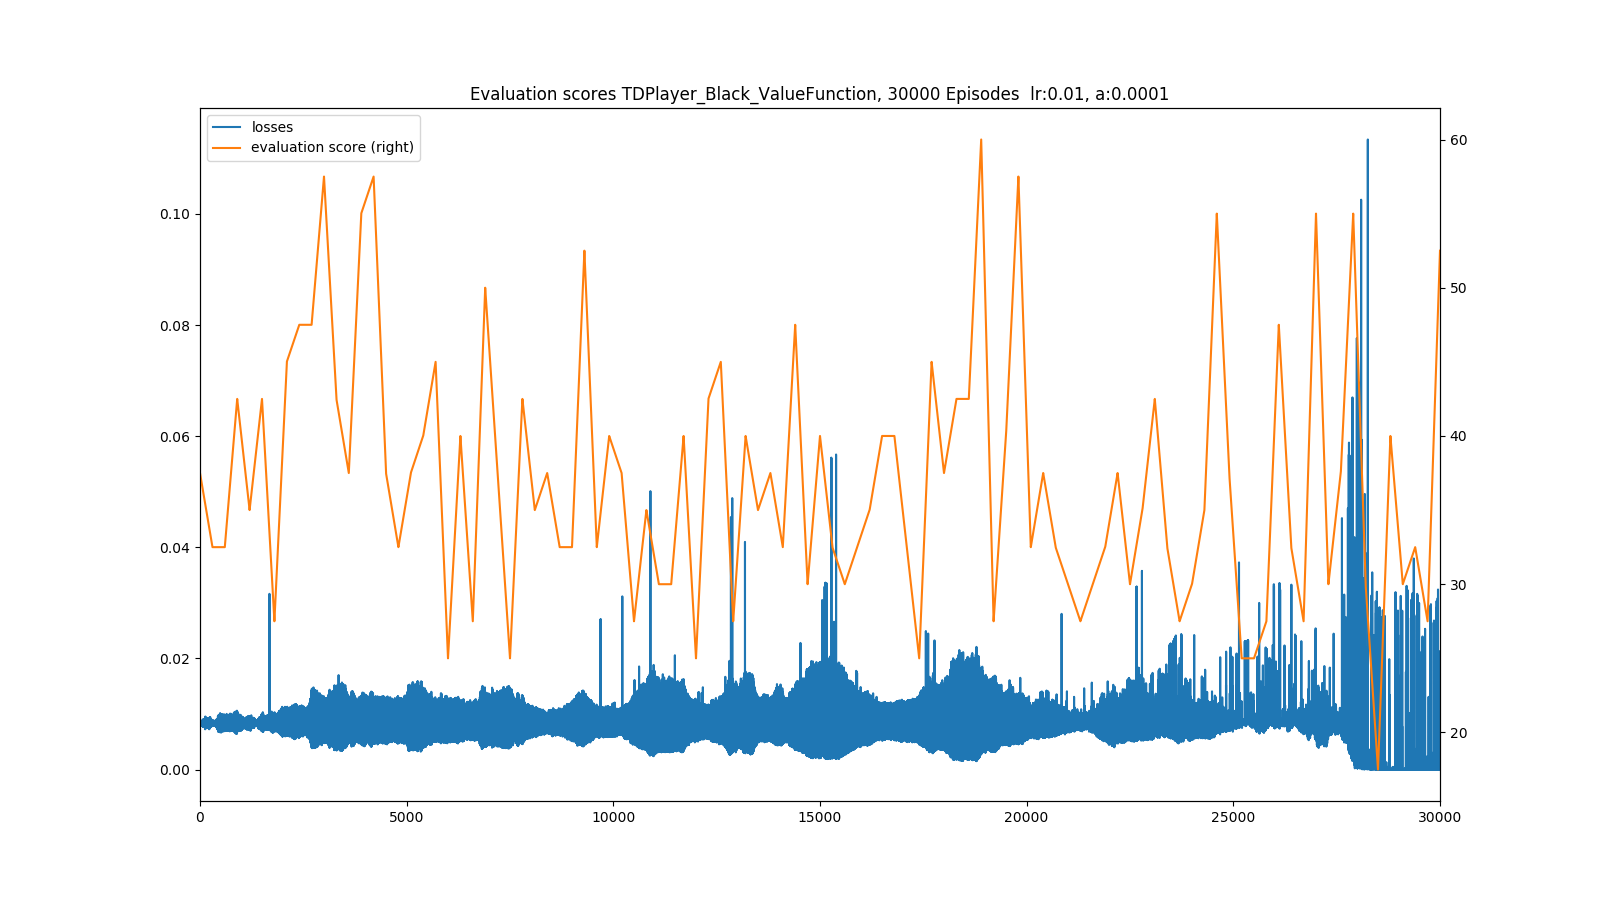 Evaluation scores TDPlayer_Black_ValueFunction, 30000 Episodes  lr:0.01, a:0.0001
losses
evaluation score (right)
0.10
0.08
0.06
0.04
0.02
0.00
60
50
40
30
20
0 5000 10000 15000 20000 25000 30000